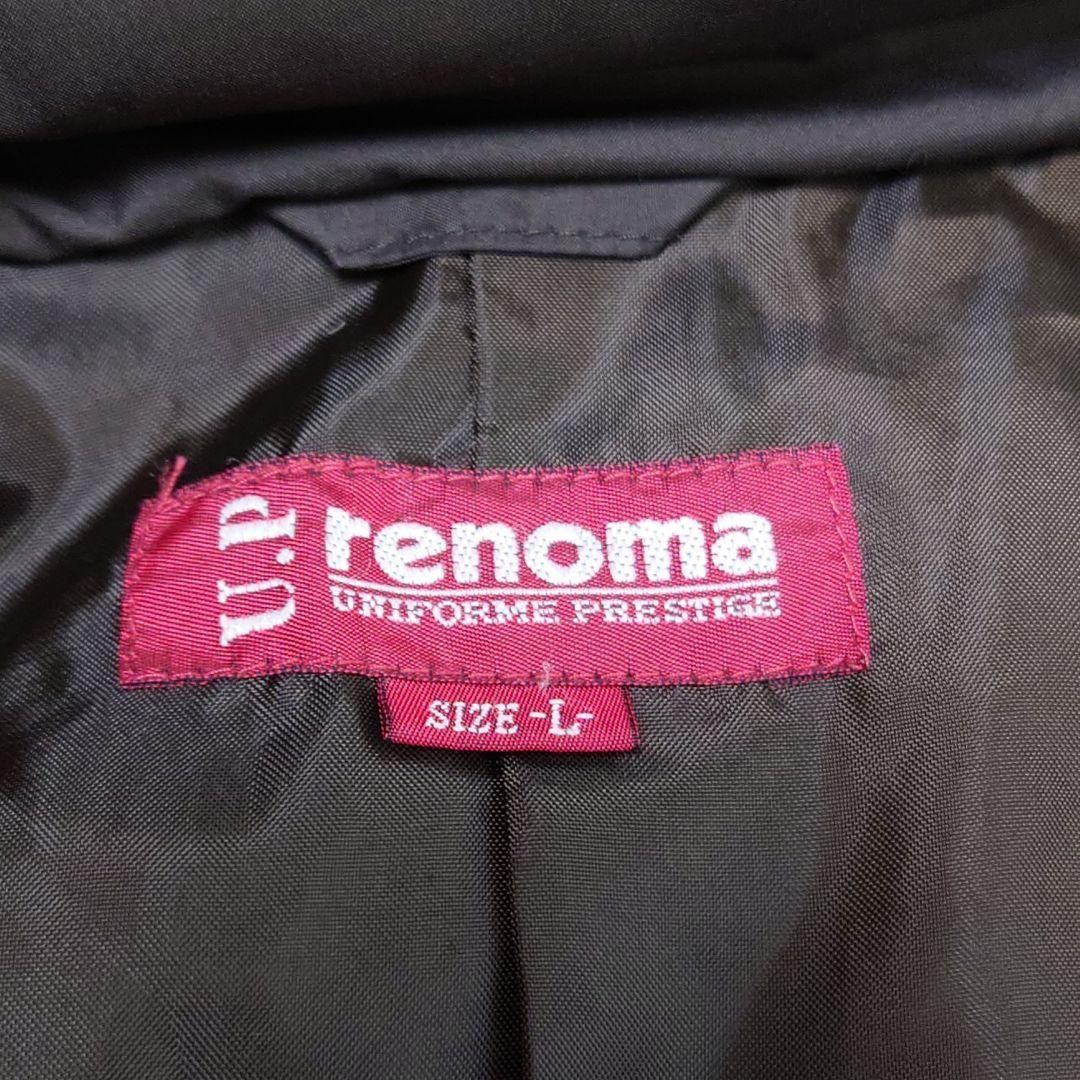 U.P
renoma
UNIFORME PRESTIGE
SIZE -L-